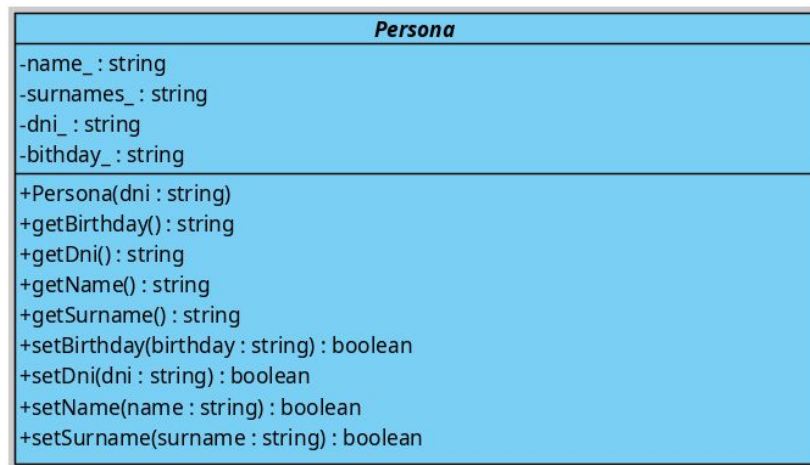 Persona
-name_ : string
-surnames_ : string
-dni_ : string
-bithday_ : string
+Persona(dni : string)
+getBirthday() : string
+getDni() : string
+getName() : string
+getSurname() : string
+setBirthday(birthday : string) : boolean
+setDni(dni : string) : boolean
+setName(name : string) : boolean
+setSurname(surname : string) : boolean